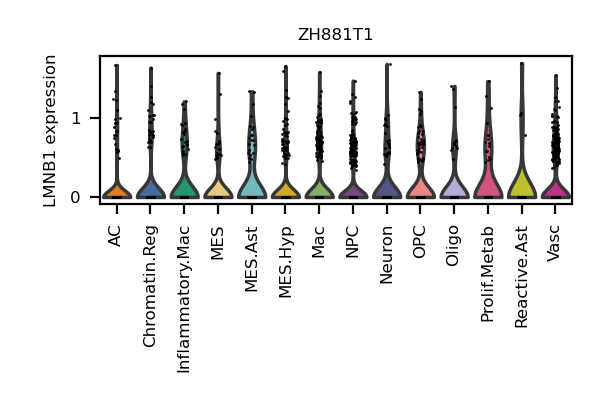 ZH881T1
LMNB1 expression
1
0
AC
Chromatin.Reg
Inflammatory.Mac
MES
MES.Ast
MES.Hyp
Mac
NPC
Neuron
OPC
Oligo
Prolif.Metab
Reactive.Ast
Vasc